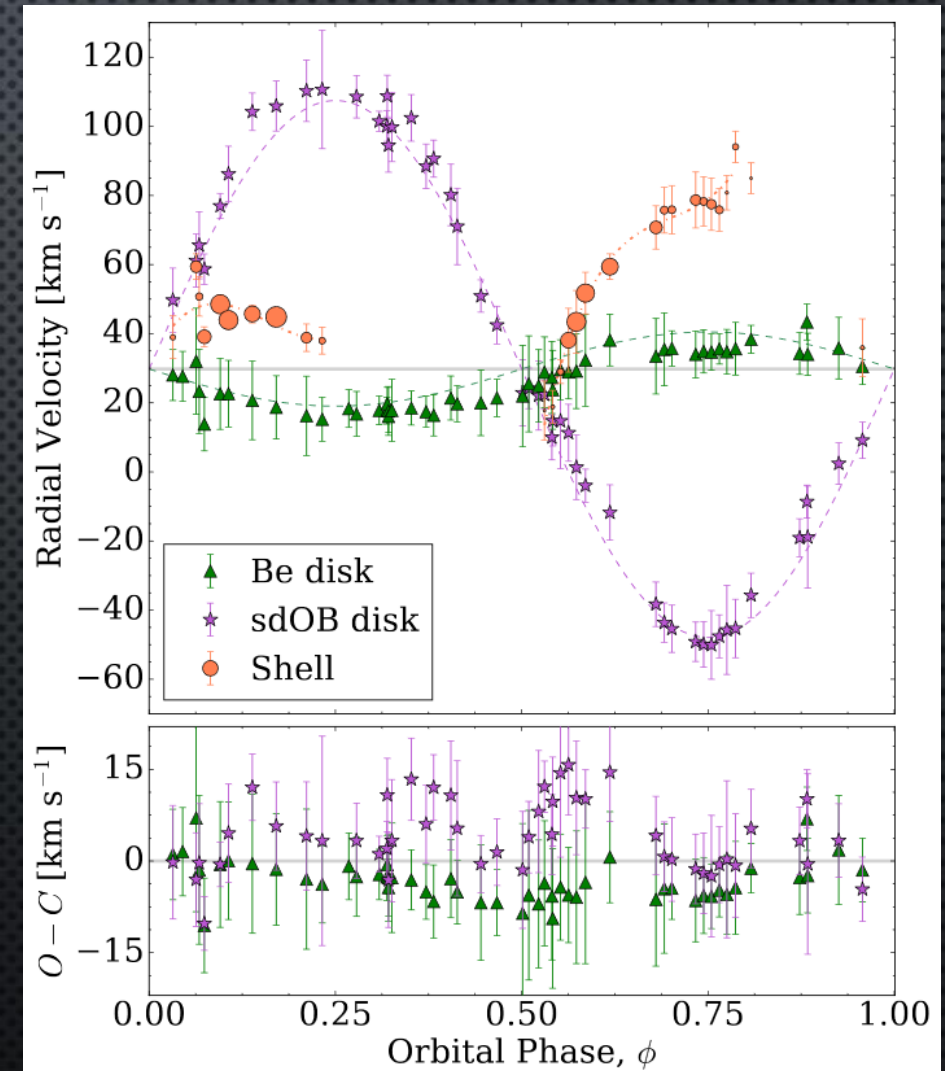 120
100
80
60
40
20
0
−20
−40
−60
Radial Velocity [km s−1]
Be disk
sdOB disk
Shell
15
0
−15
O − C [km s−1]
0.00 0.25 0.50 0.75 1.00
Orbital Phase, ϕ